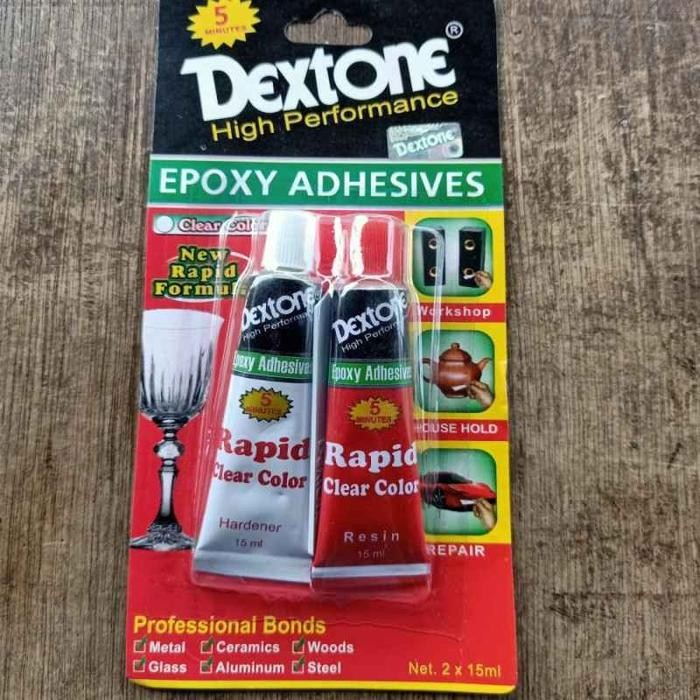 5
MINUTES
Dextone ®
High Performance
Dextone
EPOXY ADHESIVES
Clear Color
New
Rapid
Formula
Dextone
High Performance
Epoxy Adhesives
5
MINUTES
Rapid
Clear Color
Hardener
15 ml
Dextone
High Performance
Epoxy Adhesives
5
MINUTES
Rapid
Clear Color
Resin
15 ml
Workshop
HOUSE HOLD
REPAIR
Professional Bonds
Metal Ceramics Woods
Glass Aluminum Steel
Net. 2 x 15ml